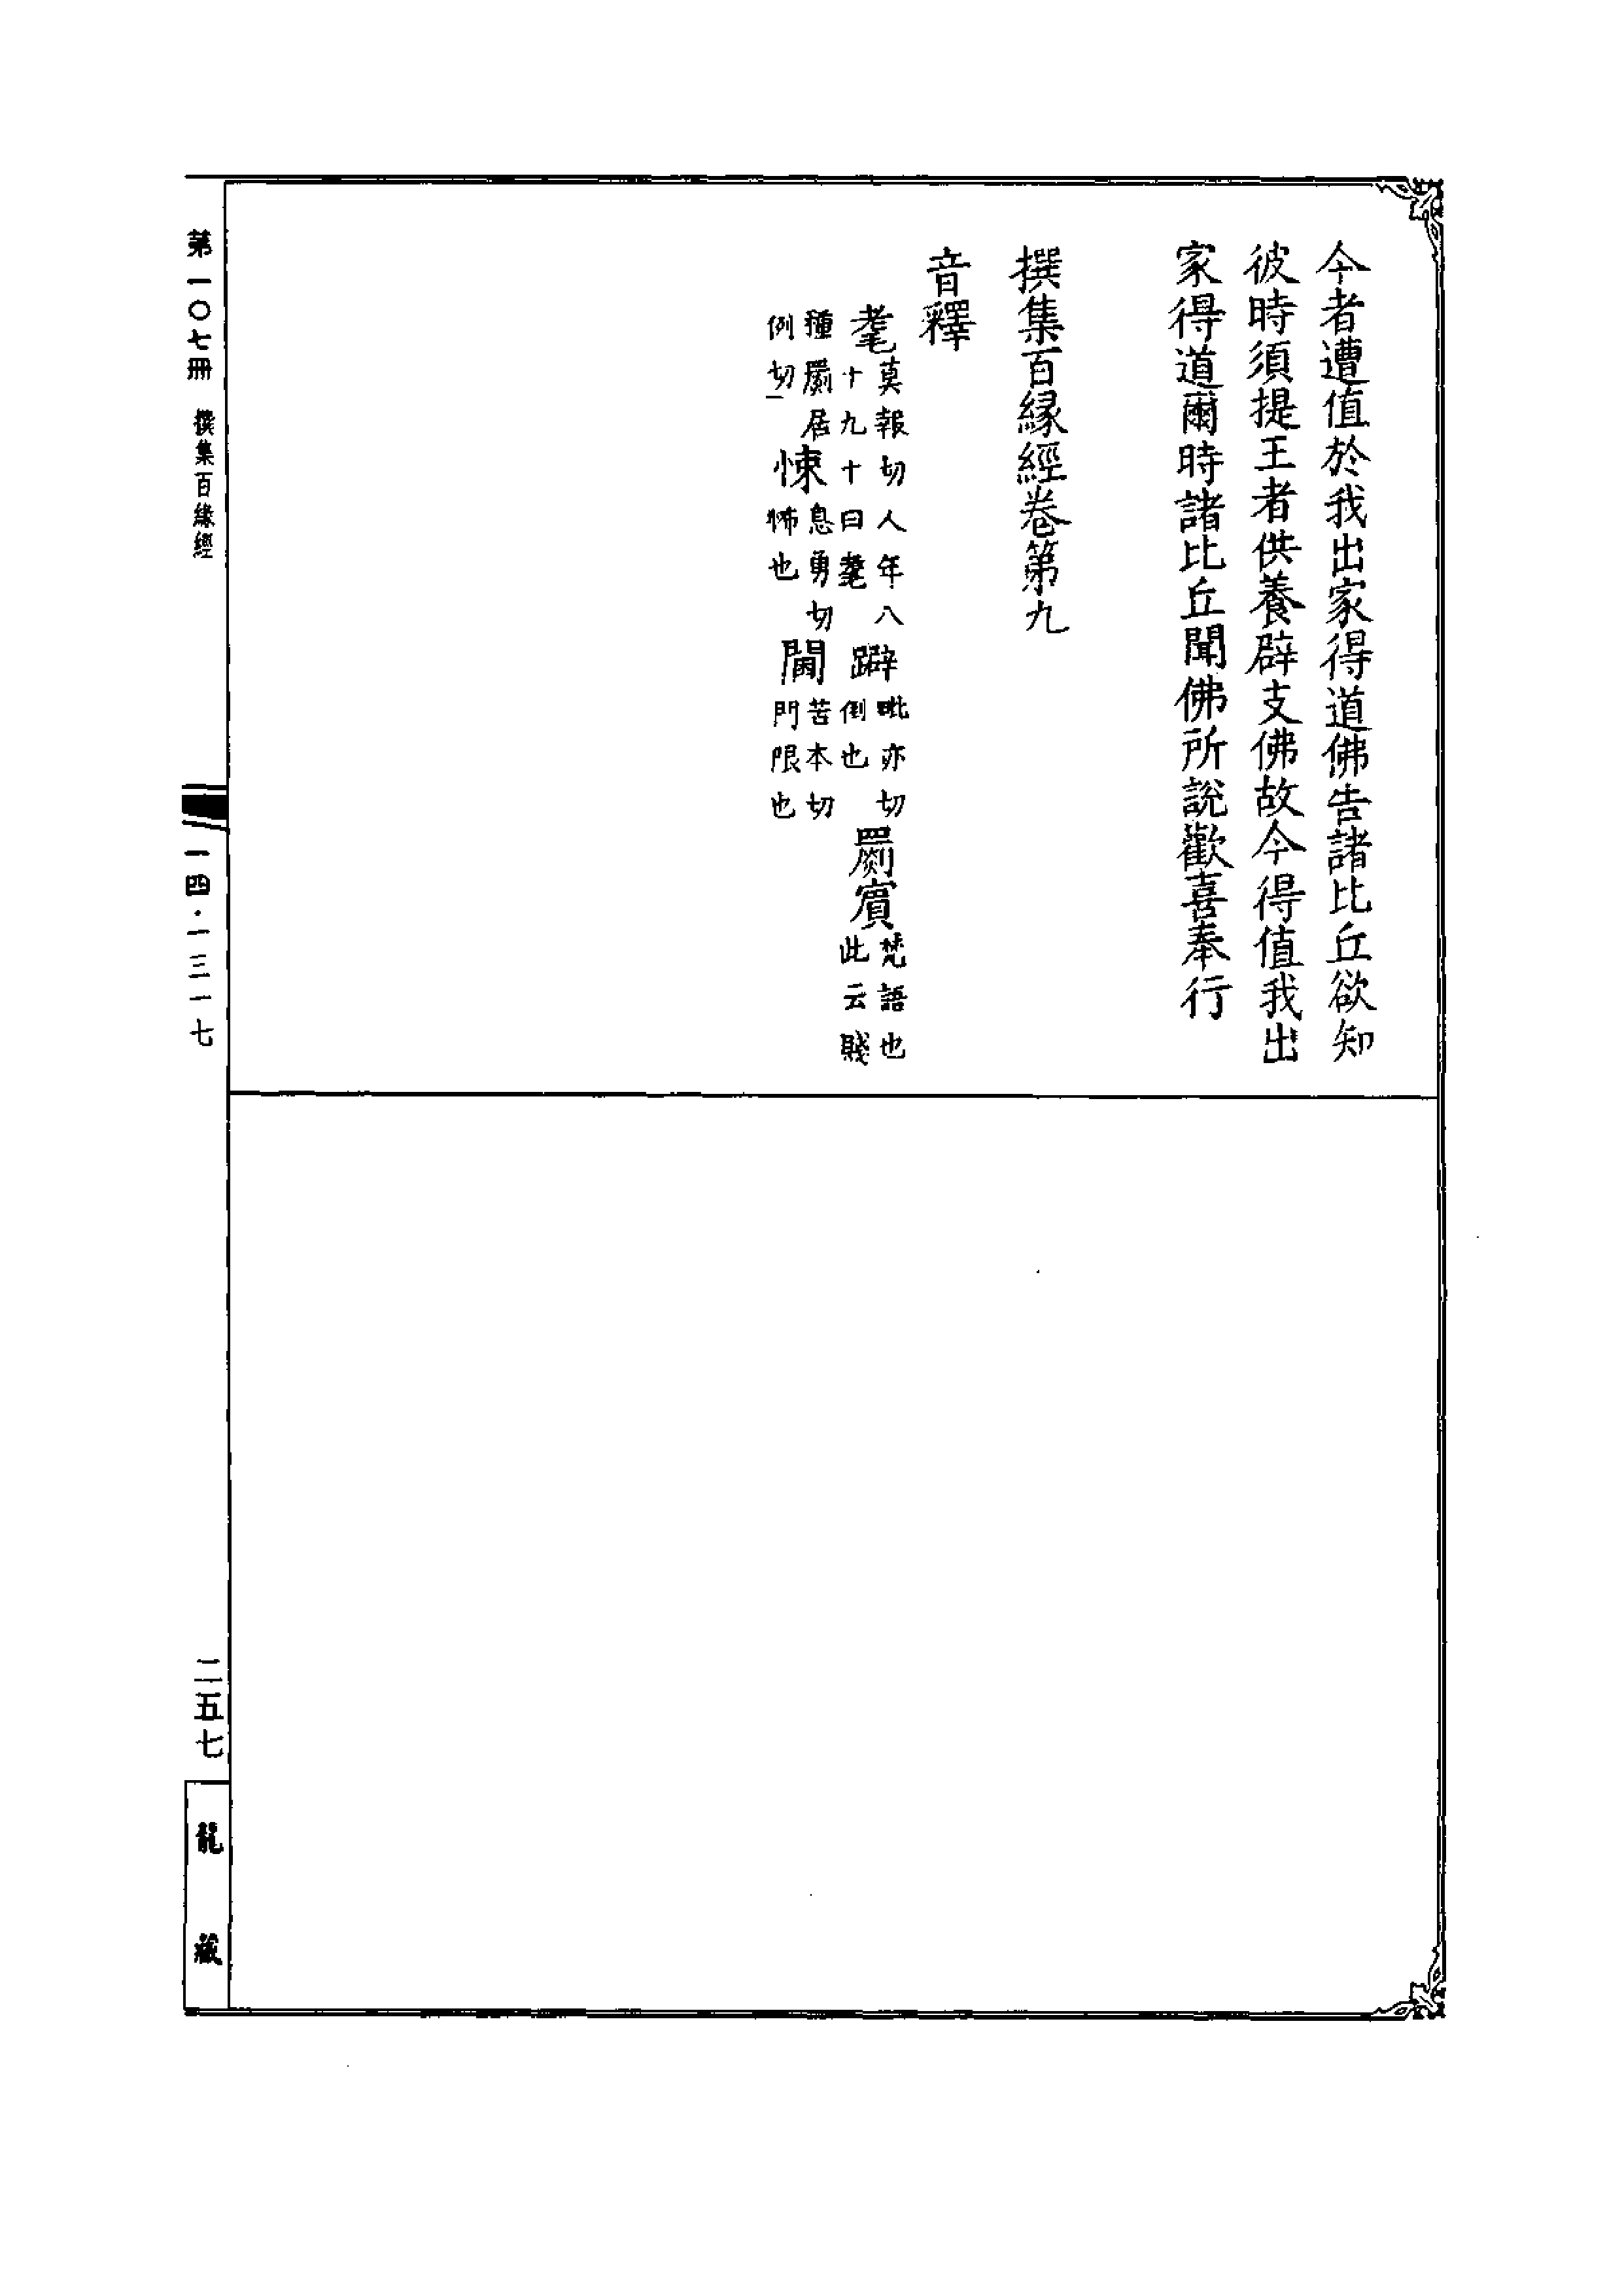 今者遭值於我出家得道佛告諸比丘欲知
彼時須提王者供養辟支佛故今得值我出
家得道爾時諸比丘聞佛所說歡喜奉行
撰集百緣經卷第九
音釋
耄莫報切人年八十九十曰耄 躃毗亦切倒也 罽賓梵語也此云賤
種罽居例切 悚息勇切怖也 閫苦本切門限也
第一〇七冊 撰集百緣經
一四·一三一七
二五七
龍藏